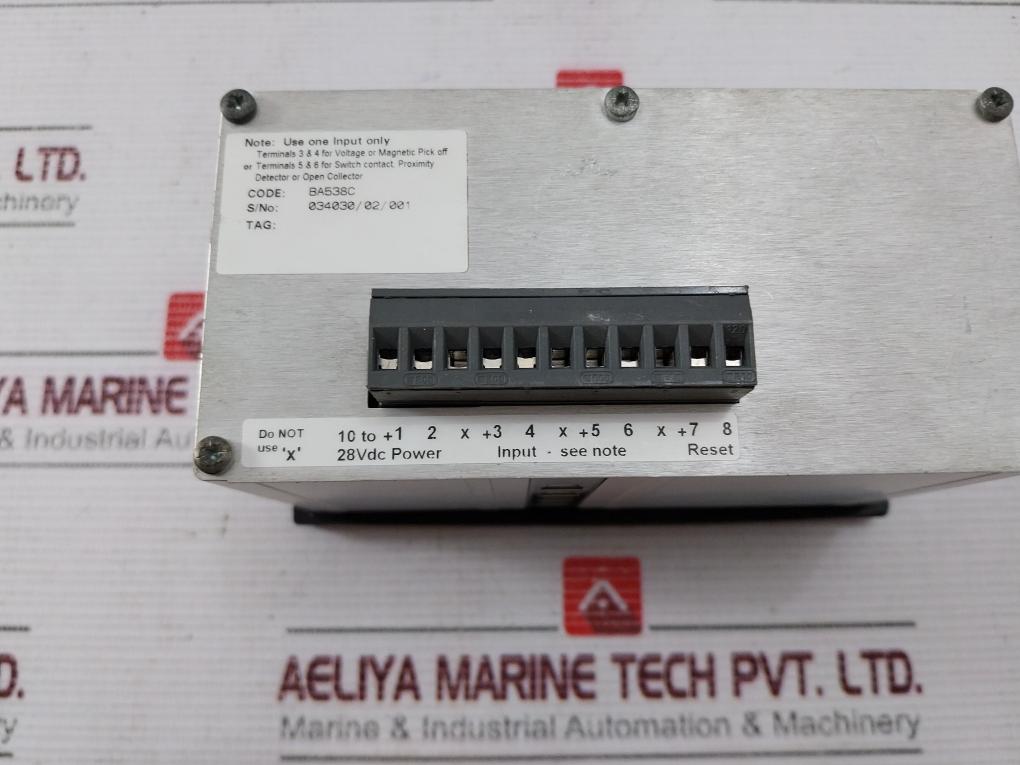 LTD.
chinery
Note: Use one Input only
Terminals 3 & 4 for Voltage or Magnetic Pick off
or Terminals 5 & 6 for Switch contact, Proximity
Detector or Open Collector
CODE: BA538C
S/No: 034030/02/001
TAG:
YA MARINE
& Industrial Au
Do NOT
use 'x'
10 to +1 2 x +3 4 x +5 6 x +7 8
28Vdc Power Input - see note Reset
D.
ry
AELIYA MARINE TECH PVT. LTD.
Marine & Industrial Automation & Machinery